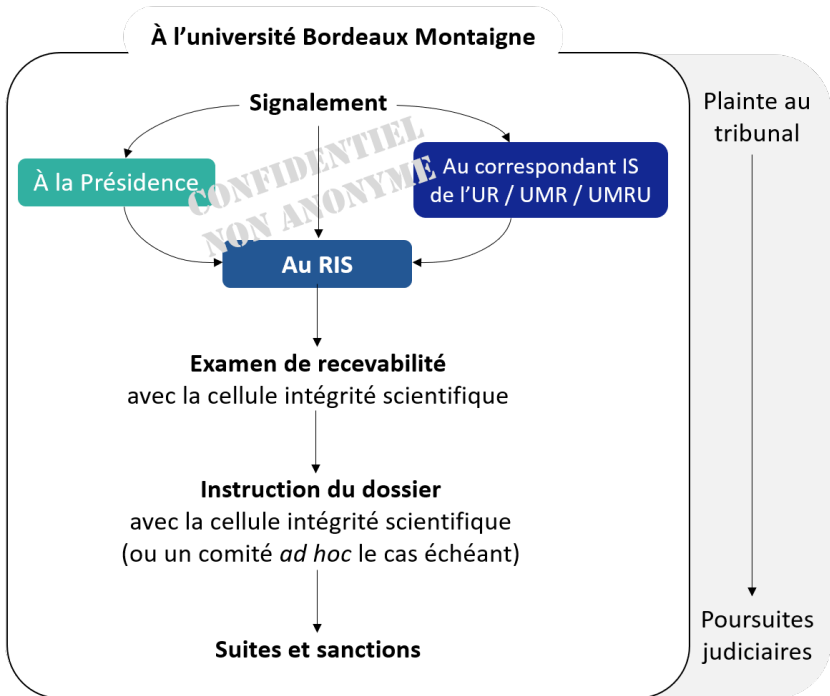 À l’université Bordeaux Montaigne
Signalement
À la Présidence
CONFIDENTIEL
NON ANONYME
Au correspondant IS
de l’UR / UMR / UMRU
Au RIS
Examen de recevabilité
avec la cellule intégrité scientifique
Instruction du dossier
avec la cellule intégrité scientifique
(ou un comité ad hoc le cas échéant)
Suites et sanctions
Plainte au
tribunal
Poursuites
judiciaires